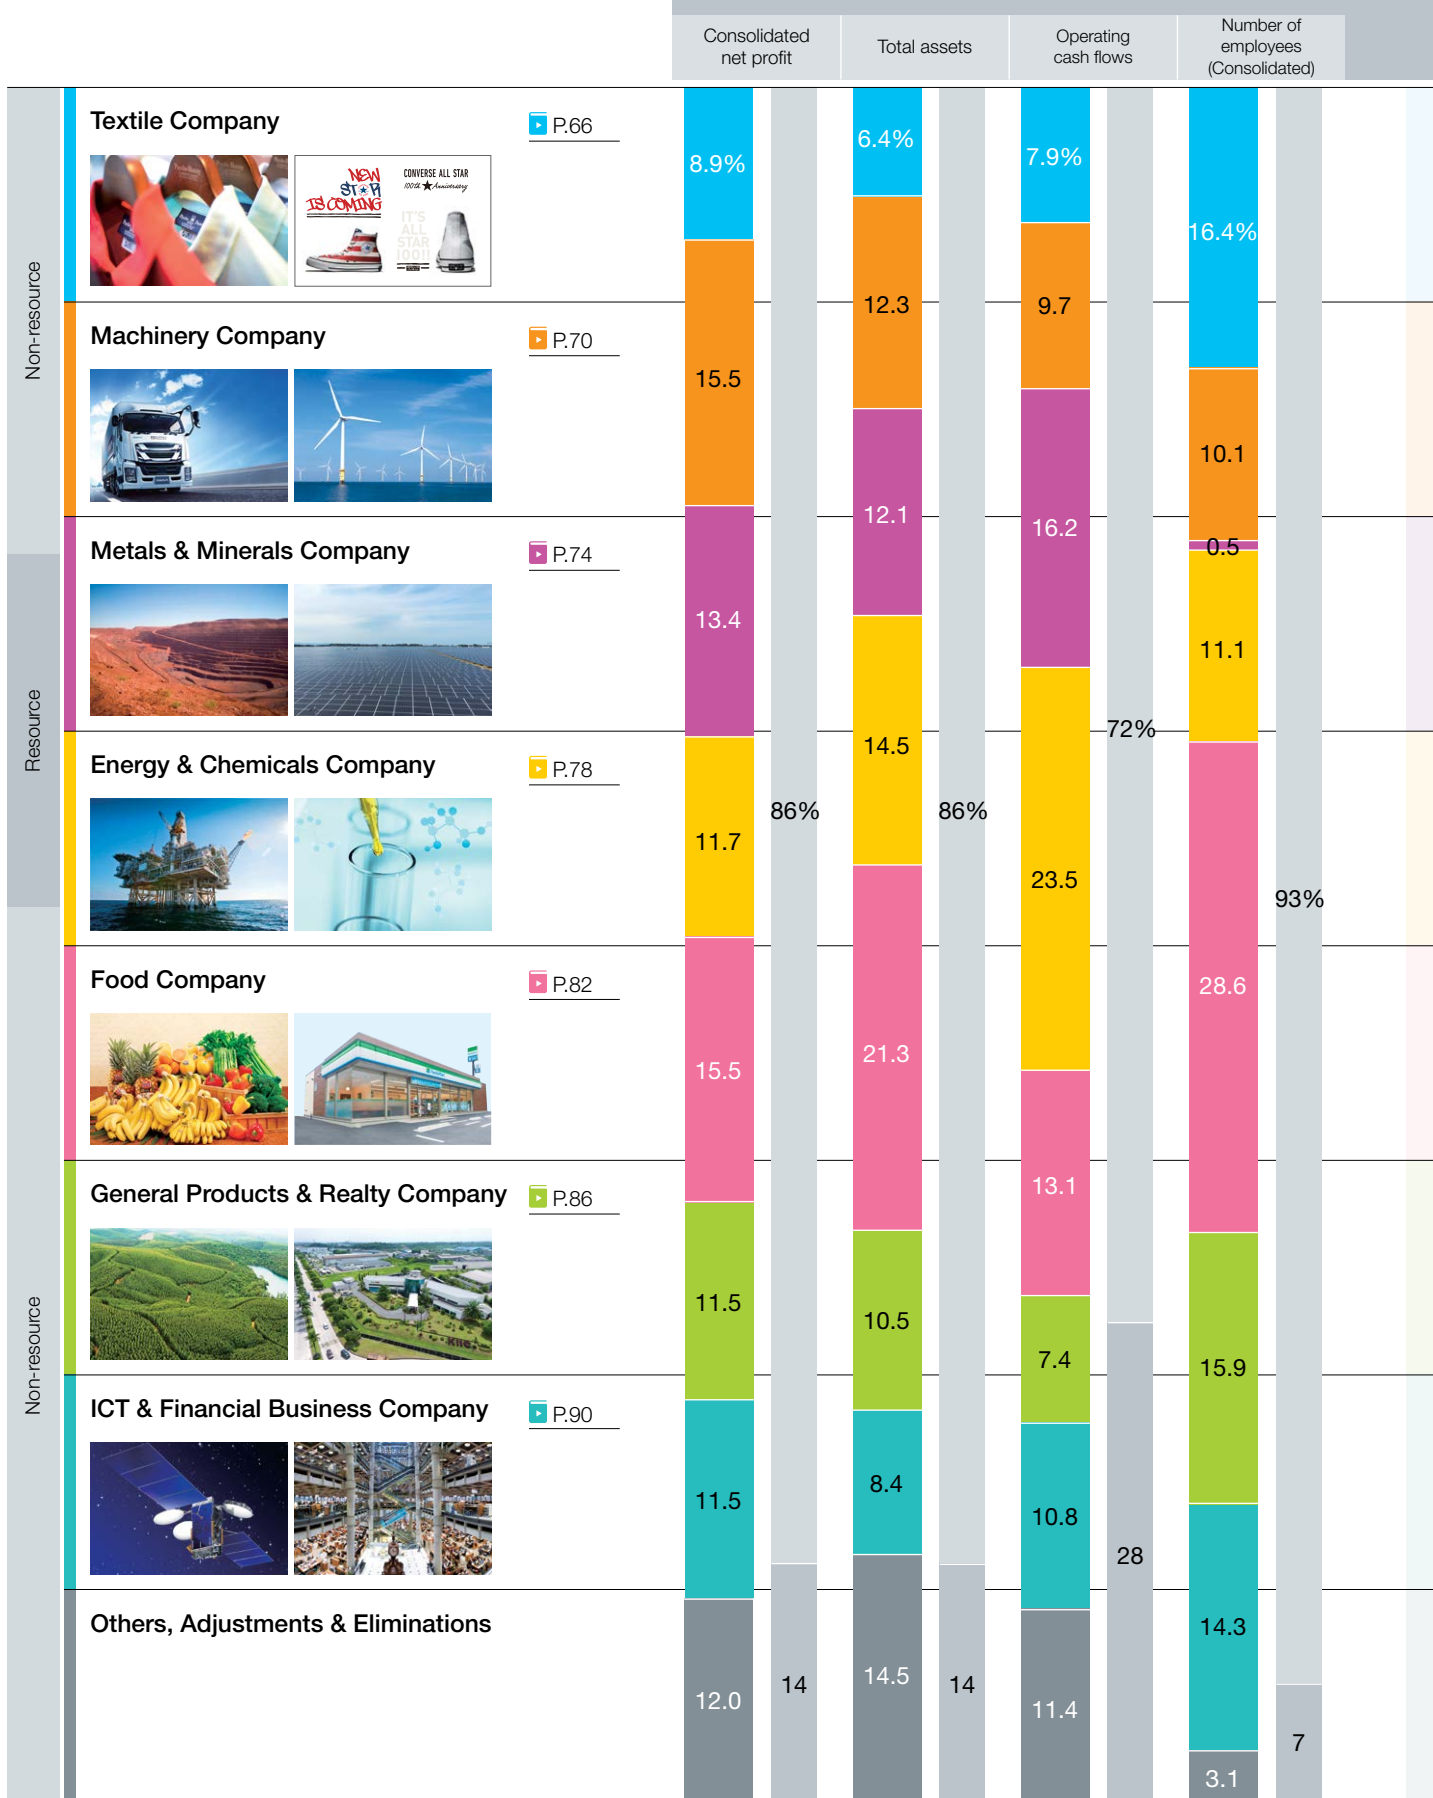 Consolidated
net profit
Total assets
Operating
cash flows
Number of
employees
(Consolidated)
Non-resource
Resource
Non-resource
Textile Company
P.66
NEW
STAR
IS COMING
CONVERSE ALL STAR
100th Anniversary
IT'S
ALL
STAR
100!!
Machinery Company
P.70
Metals & Minerals Company
P.74
Energy & Chemicals Company
P.78
Food Company
P.82
General Products & Realty Company
P.86
ICT & Financial Business Company
P.90
Others, Adjustments & Eliminations
8.9%
15.5
13.4
11.7
15.5
11.5
11.5
12.0
86%
14
6.4%
12.3
12.1
14.5
21.3
10.5
8.4
14.5
86%
14
7.9%
9.7
16.2
23.5
13.1
7.4
10.8
11.4
72%
28
16.4%
10.1
0.5
11.1
28.6
15.9
14.3
3.1
93%
7